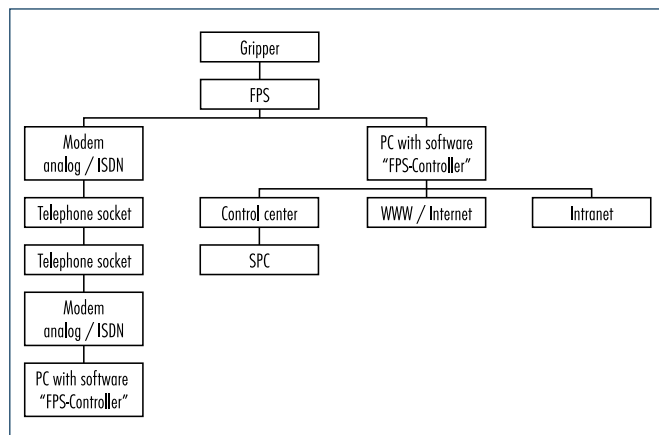 Gripper
FPS
Modem
analog / ISDN
PC with software
“FPS-Controller”
Telephone socket
Control center
WWW / Internet
Intranet
Telephone socket
SPC
Modem
analog / ISDN
PC with software
“FPS-Controller”